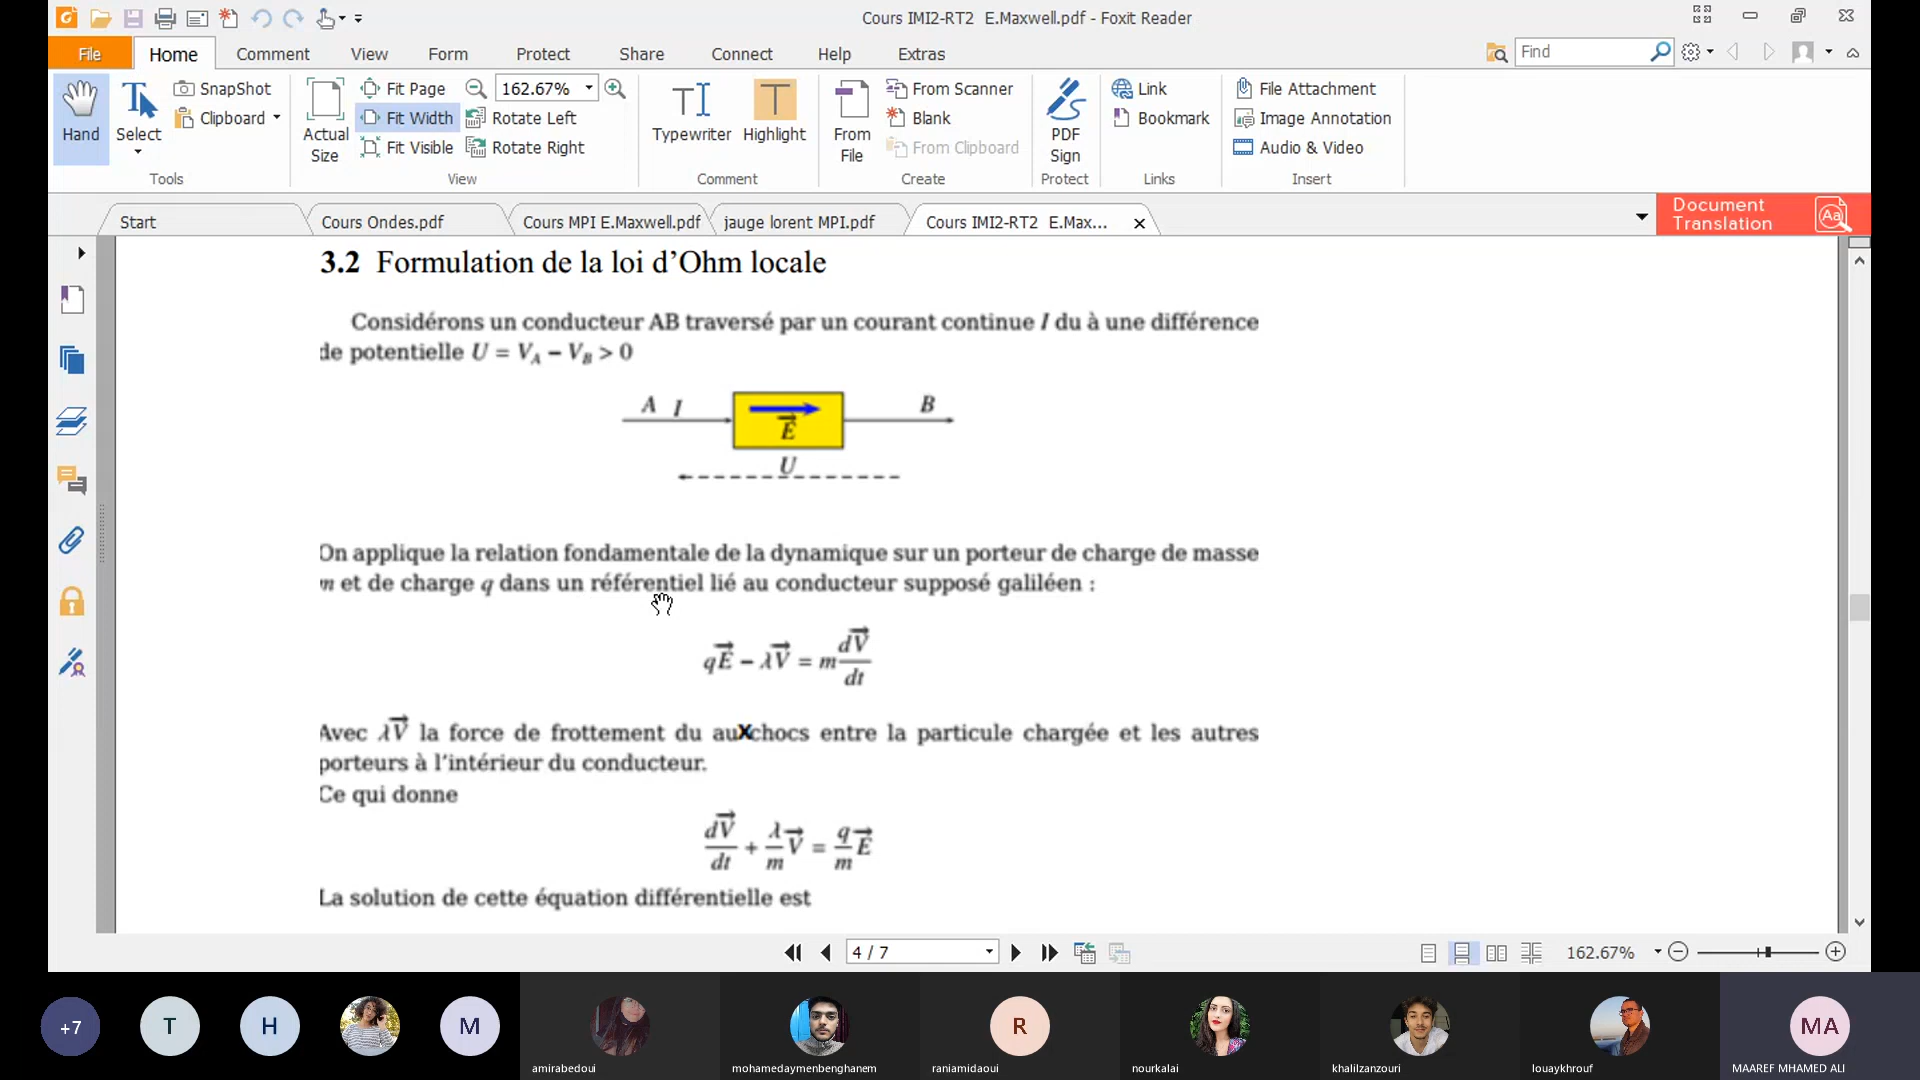 Cours IMI2-RT2 E.Maxwell.pdf - Foxit Reader
File Home Comment View Form Protect Share Connect Help Extras Find
Hand
Select
SnapShot
Clipboard
Tools
Actual Size
Fit Page
Fit Width
Fit Visible
162.67%
Rotate Left
Rotate Right
View
Typewriter
Highlight
Comment
From File
From Scanner
Blank
From Clipboard
Create
PDF Sign
Protect
Link
Bookmark
Links
File Attachment
Image Annotation
Audio & Video
Insert
Start Cours Ondes.pdf Cours MPI E.Maxwell.pdf jauge lorent MPI.pdf Cours IMI2-RT2 E.Max...
Document
Translation
Aa
3.2 Formulation de la loi d'Ohm locale
Considérons un conducteur AB traversé par un courant continue I du à une différence
de potentielle U = V_A − V_B > 0
A I B
E⃗
U
On applique la relation fondamentale de la dynamique sur un porteur de charge de masse
m et de charge q dans un référentiel lié au conducteur supposé galiléen :
qE⃗ − λV⃗ = m dV⃗/dt
Avec λV⃗ la force de frottement du aux chocs entre la particule chargée et les autres
porteurs à l'intérieur du conducteur.
Ce qui donne
dV⃗/dt + λ/m V⃗ = q/m E⃗
La solution de cette équation différentielle est
4 / 7 162.67%
+7 T H M R MA
amirabedoui mohamedaymenbenghanem raniamidaoui nourkalai khalilzanzouri louaykhrouf MAAREF MHAMED ALI